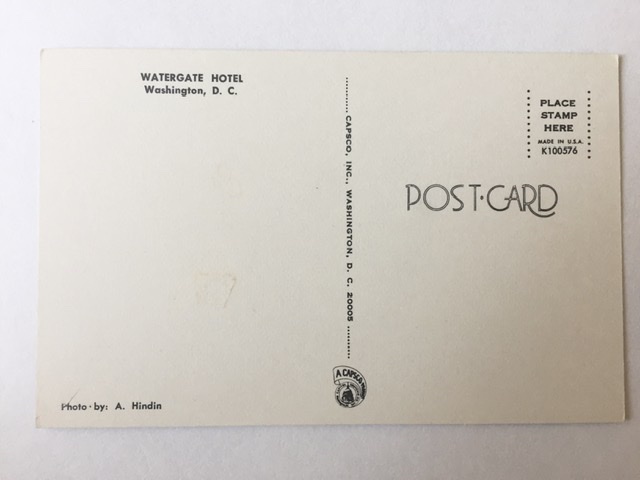 WATERGATE HOTEL
Washington, D. C.
Photo by: A. Hindin
CAPSCO, INC., WASHINGTON, D. C. 20005
A CAPSCO
PLACE
STAMP
HERE
MADE IN U.S.A.
K100576
POST·CARD